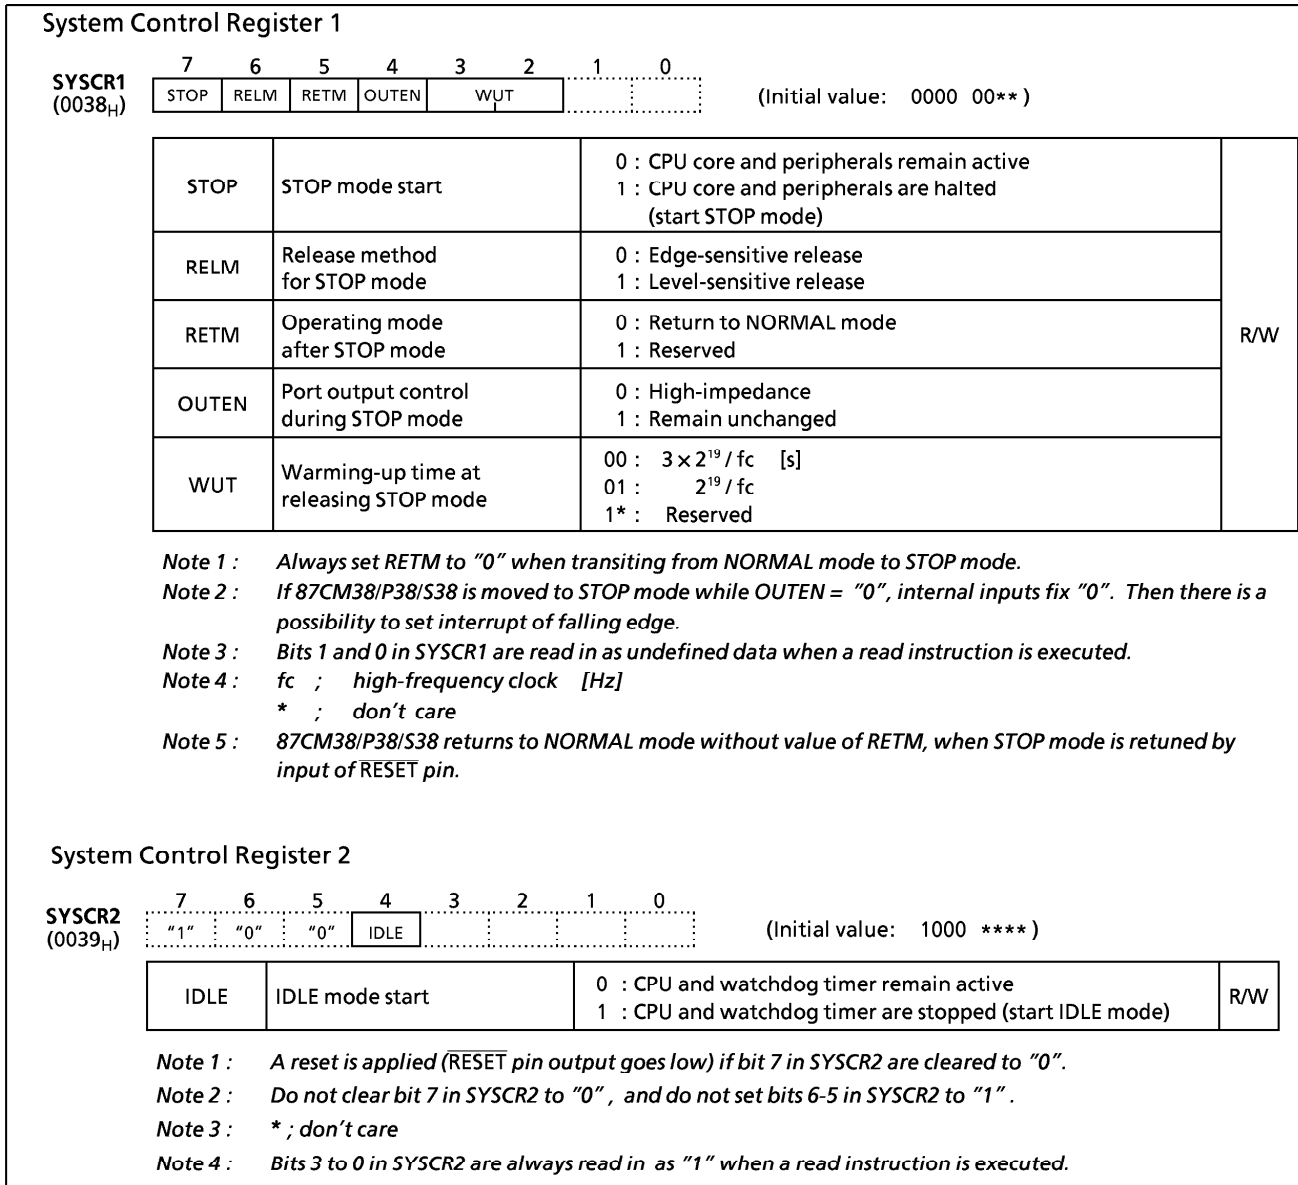 System Control Register 1
7 6 5 4 3 2 1 0
SYSCR1
(0038H)
STOP RELM RETM OUTEN WUT
(Initial value: 0000 00**)
STOP
STOP mode start
0 : CPU core and peripherals remain active
1 : CPU core and peripherals are halted
(start STOP mode)
RELM
Release method
for STOP mode
0 : Edge-sensitive release
1 : Level-sensitive release
RETM
Operating mode
after STOP mode
0 : Return to NORMAL mode
1 : Reserved
R/W
OUTEN
Port output control
during STOP mode
0 : High-impedance
1 : Remain unchanged
WUT
Warming-up time at
releasing STOP mode
00 : 3 × 2¹⁹ / fc [s]
01 : 2¹⁹ / fc
1* : Reserved
Note 1 : Always set RETM to "0" when transiting from NORMAL mode to STOP mode.
Note 2 : If 87CM38/P38/S38 is moved to STOP mode while OUTEN = "0", internal inputs fix "0". Then there is a
possibility to set interrupt of falling edge.
Note 3 : Bits 1 and 0 in SYSCR1 are read in as undefined data when a read instruction is executed.
Note 4 : fc ; high-frequency clock [Hz]
* ; don't care
Note 5 : 87CM38/P38/S38 returns to NORMAL mode without value of RETM, when STOP mode is retuned by
input of RESET pin.
System Control Register 2
7 6 5 4 3 2 1 0
SYSCR2
(0039H)
"1" "0" "0" IDLE
(Initial value: 1000 ****)
IDLE
IDLE mode start
0 : CPU and watchdog timer remain active
1 : CPU and watchdog timer are stopped (start IDLE mode)
R/W
Note 1 : A reset is applied (RESET pin output goes low) if bit 7 in SYSCR2 are cleared to "0".
Note 2 : Do not clear bit 7 in SYSCR2 to "0" , and do not set bits 6-5 in SYSCR2 to "1" .
Note 3 : * ; don't care
Note 4 : Bits 3 to 0 in SYSCR2 are always read in as "1" when a read instruction is executed.